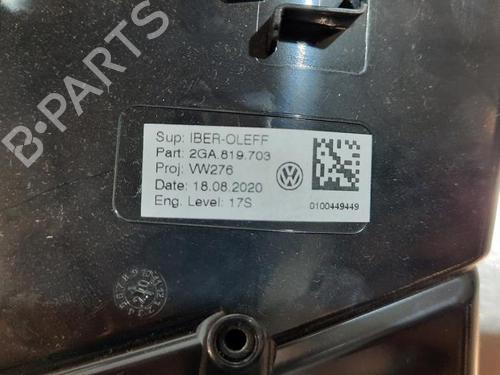 B-PARTS
Sup: IBER-OLEFF
Part: 2GA.819.703
Proj: VW276
Date: 18.08.2020
Eng. Level: 17S
0100449449